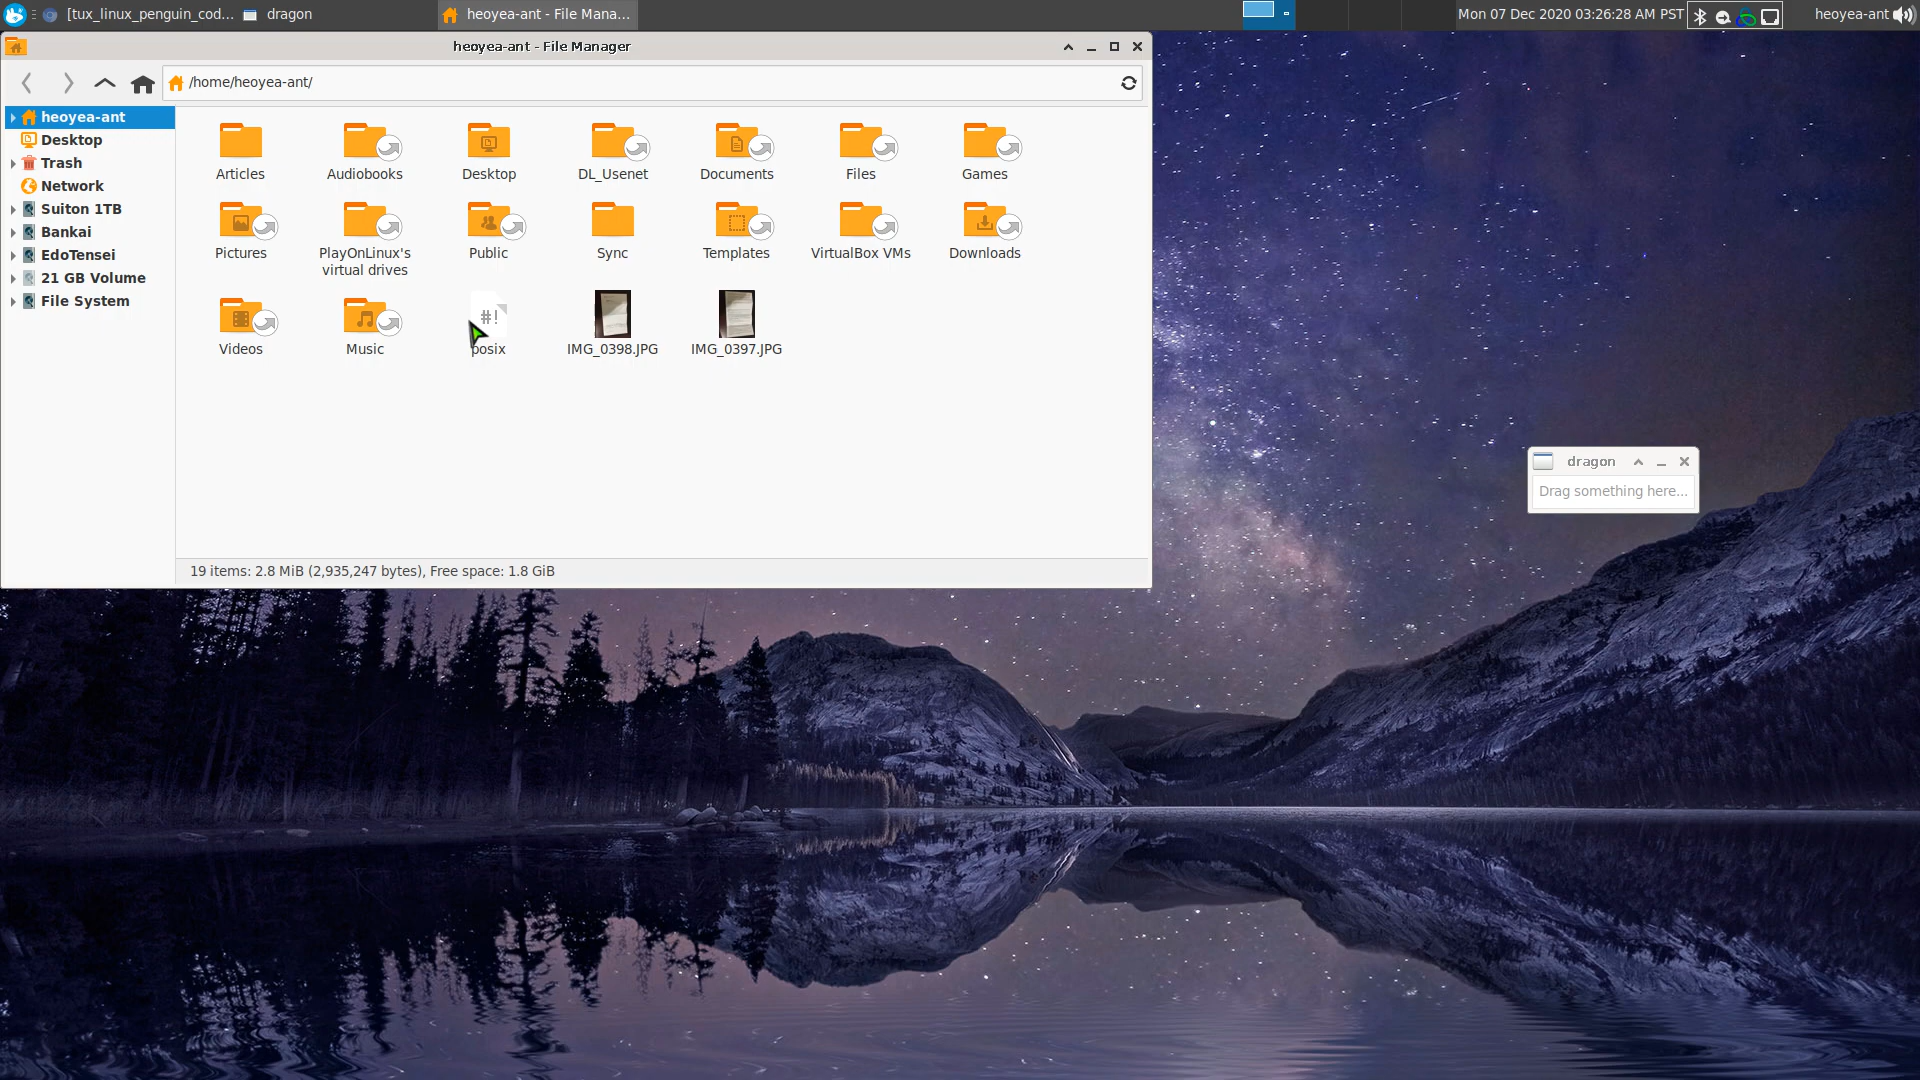 [tux_linux_penguin_cod...
dragon
heoyea-ant - File Mana...
Mon 07 Dec 2020 03:26:28 AM PST
heoyea-ant
heoyea-ant - File Manager
/home/heoyea-ant/
heoyea-ant
Desktop
Trash
Network
Suiton 1TB
Bankai
EdoTensei
21 GB Volume
File System
Articles
Audiobooks
Desktop
DL_Usenet
Documents
Files
Games
Pictures
PlayOnLinux's
virtual drives
Public
Sync
Templates
VirtualBox VMs
Downloads
Videos
Music
#!
posix
IMG_0398.JPG
IMG_0397.JPG
19 items: 2.8 MiB (2,935,247 bytes), Free space: 1.8 GiB
dragon
Drag something here...